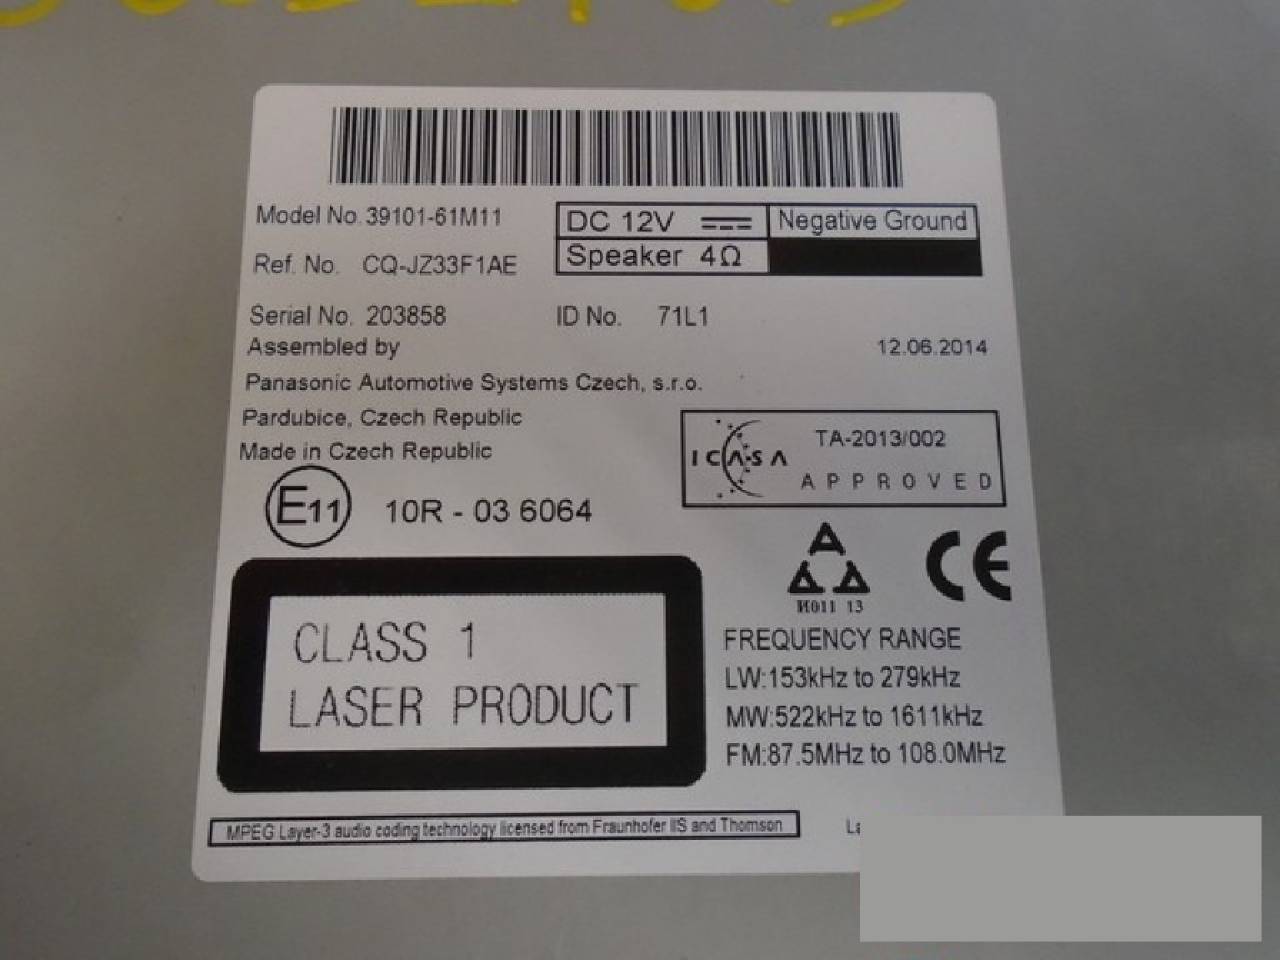 Model No. 39101-61M11
DC 12V
Negative Ground
Ref. No. CQ-JZ33F1AE
Speaker 4Ω
Serial No. 203858
ID No. 71L1
Assembled by
12.06.2014
Panasonic Automotive Systems Czech, s.r.o.
Pardubice, Czech Republic
Made in Czech Republic
ICASA
TA-2013/002
APPROVED
E11
10R - 03 6064
CE
CLASS 1
LASER PRODUCT
FREQUENCY RANGE
LW:153kHz to 279kHz
MW:522kHz to 1611kHz
FM:87.5MHz to 108.0MHz
MPEG Layer-3 audio coding technology licensed from Fraunhofer IIS and Thomson